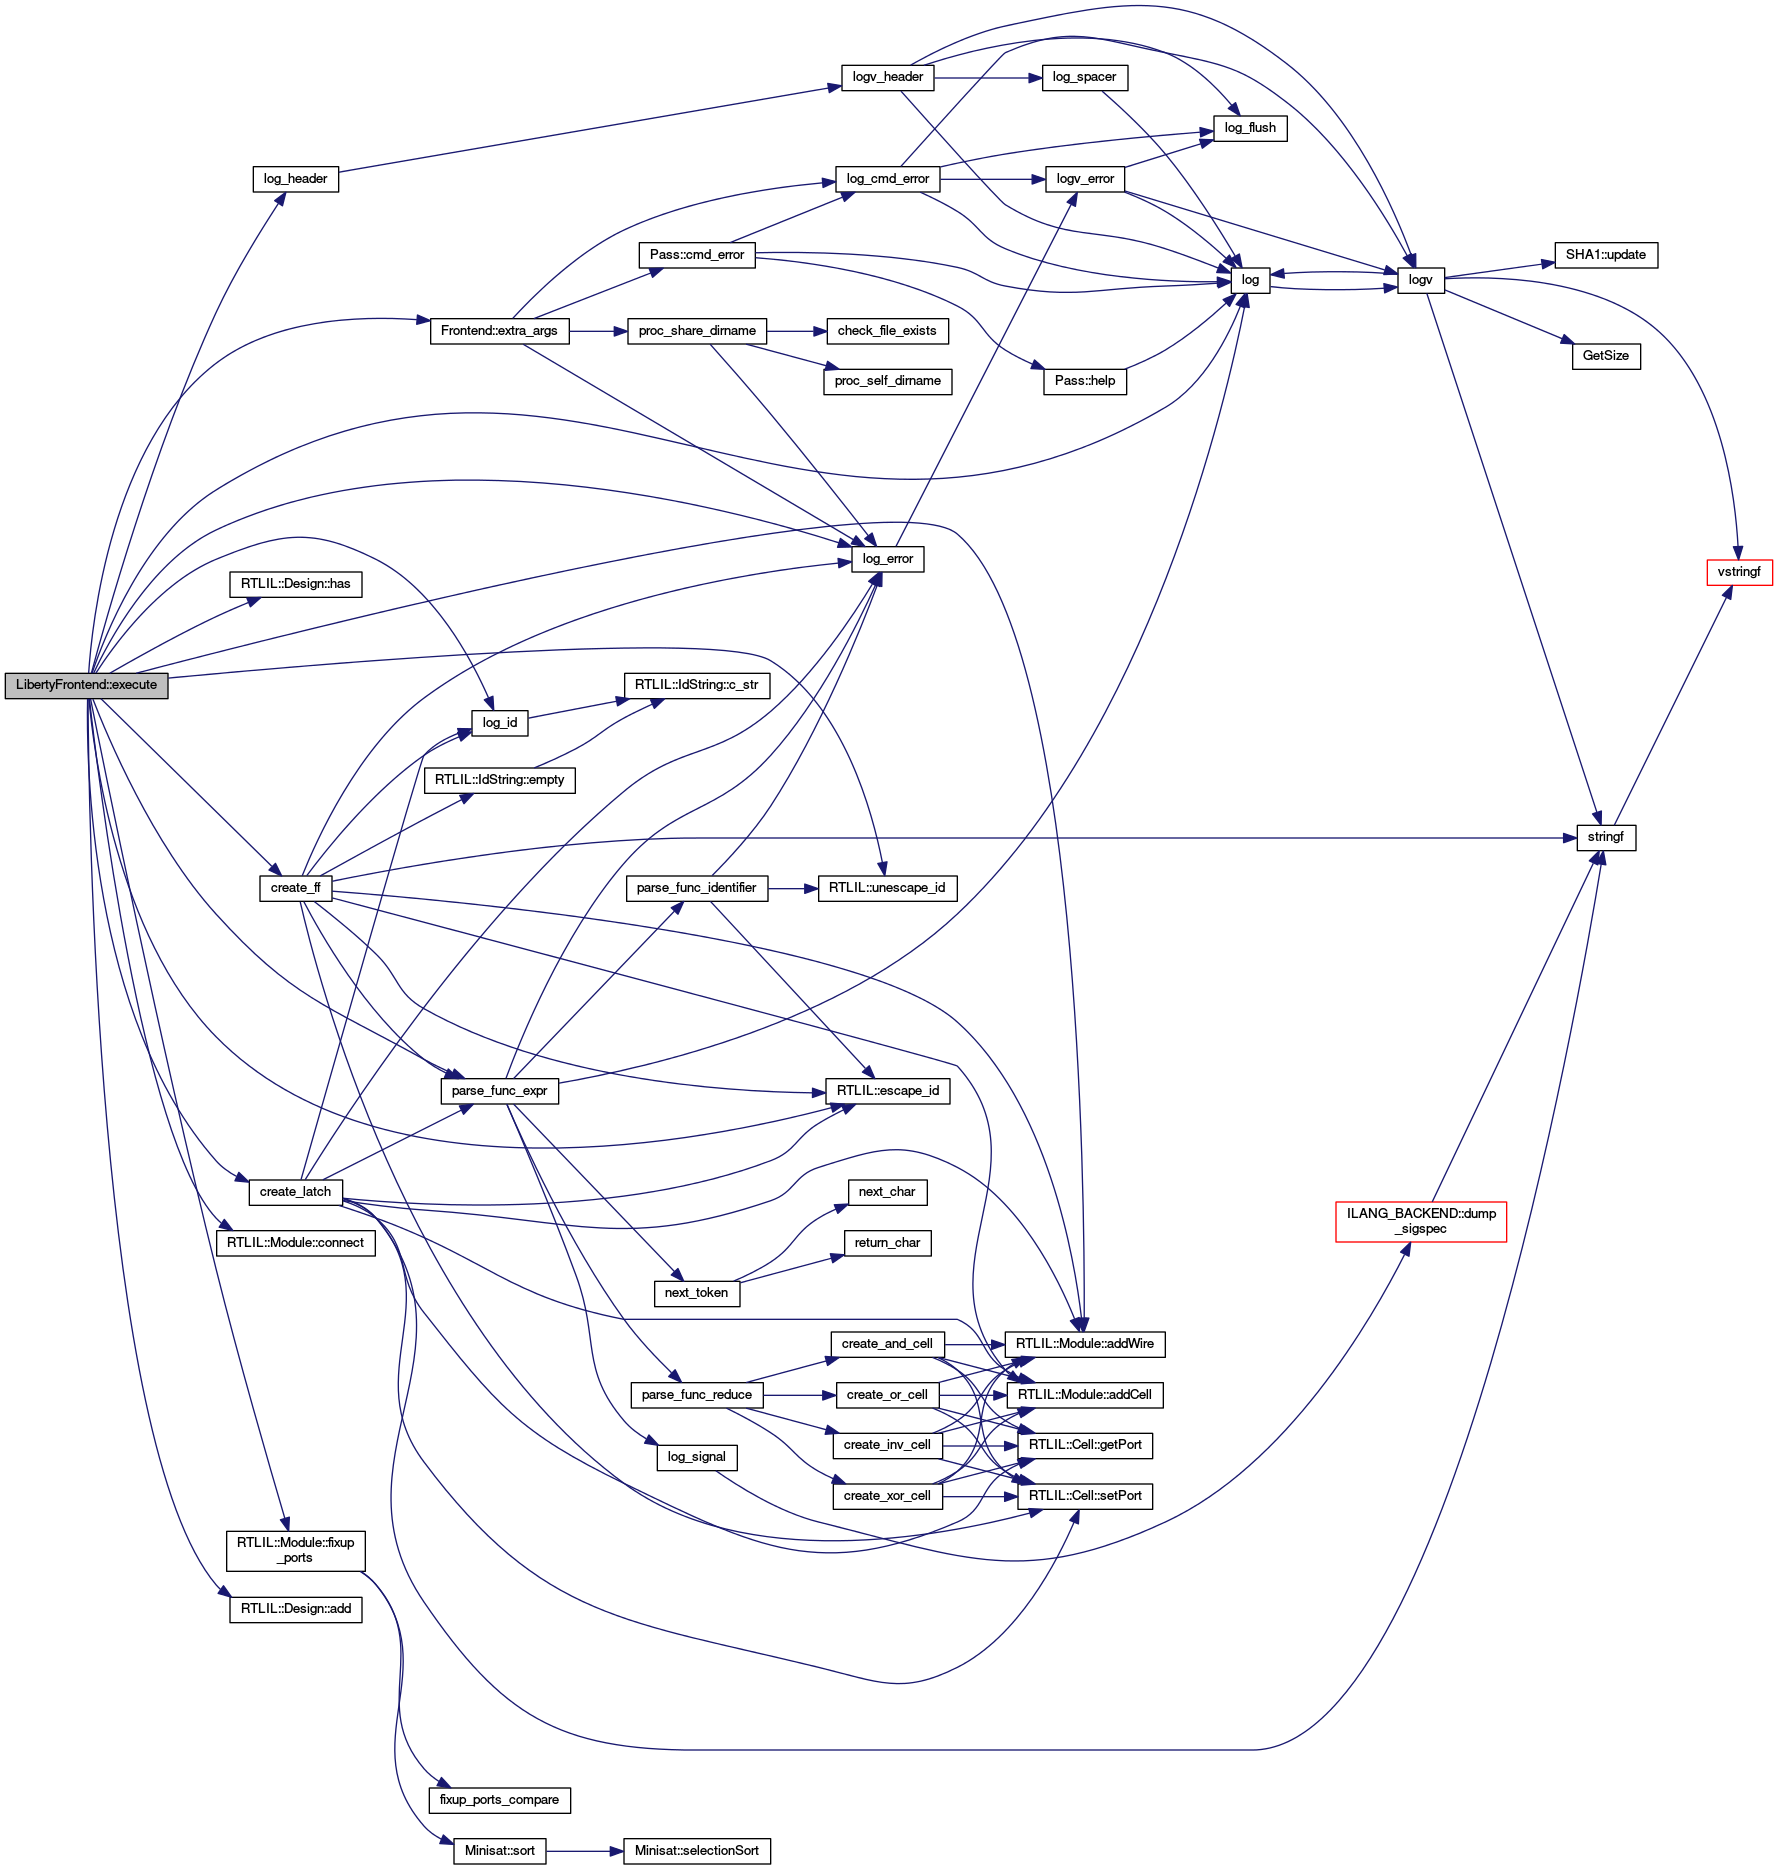 logv_header
log_spacer
log_flush
log_header
log_cmd_error
logv_error
Pass::cmd_error
SHA1::update
log
logv
Frontend::extra_args
proc_share_dirname
check_file_exists
GetSize
proc_self_dirname
Pass::help
log_error
RTLIL::Design::has
vstringf
LibertyFrontend::execute
RTLIL::IdString::c_str
log_id
RTLIL::IdString::empty
stringf
create_ff
parse_func_identifier
RTLIL::unescape_id
parse_func_expr
RTLIL::escape_id
create_latch
next_char
ILANG_BACKEND::dump
_sigspec
RTLIL::Module::connect
return_char
next_token
create_and_cell
RTLIL::Module::addWire
parse_func_reduce
create_or_cell
RTLIL::Module::addCell
log_signal
create_inv_cell
RTLIL::Cell::getPort
create_xor_cell
RTLIL::Cell::setPort
RTLIL::Module::fixup
_ports
RTLIL::Design::add
fixup_ports_compare
Minisat::sort
Minisat::selectionSort